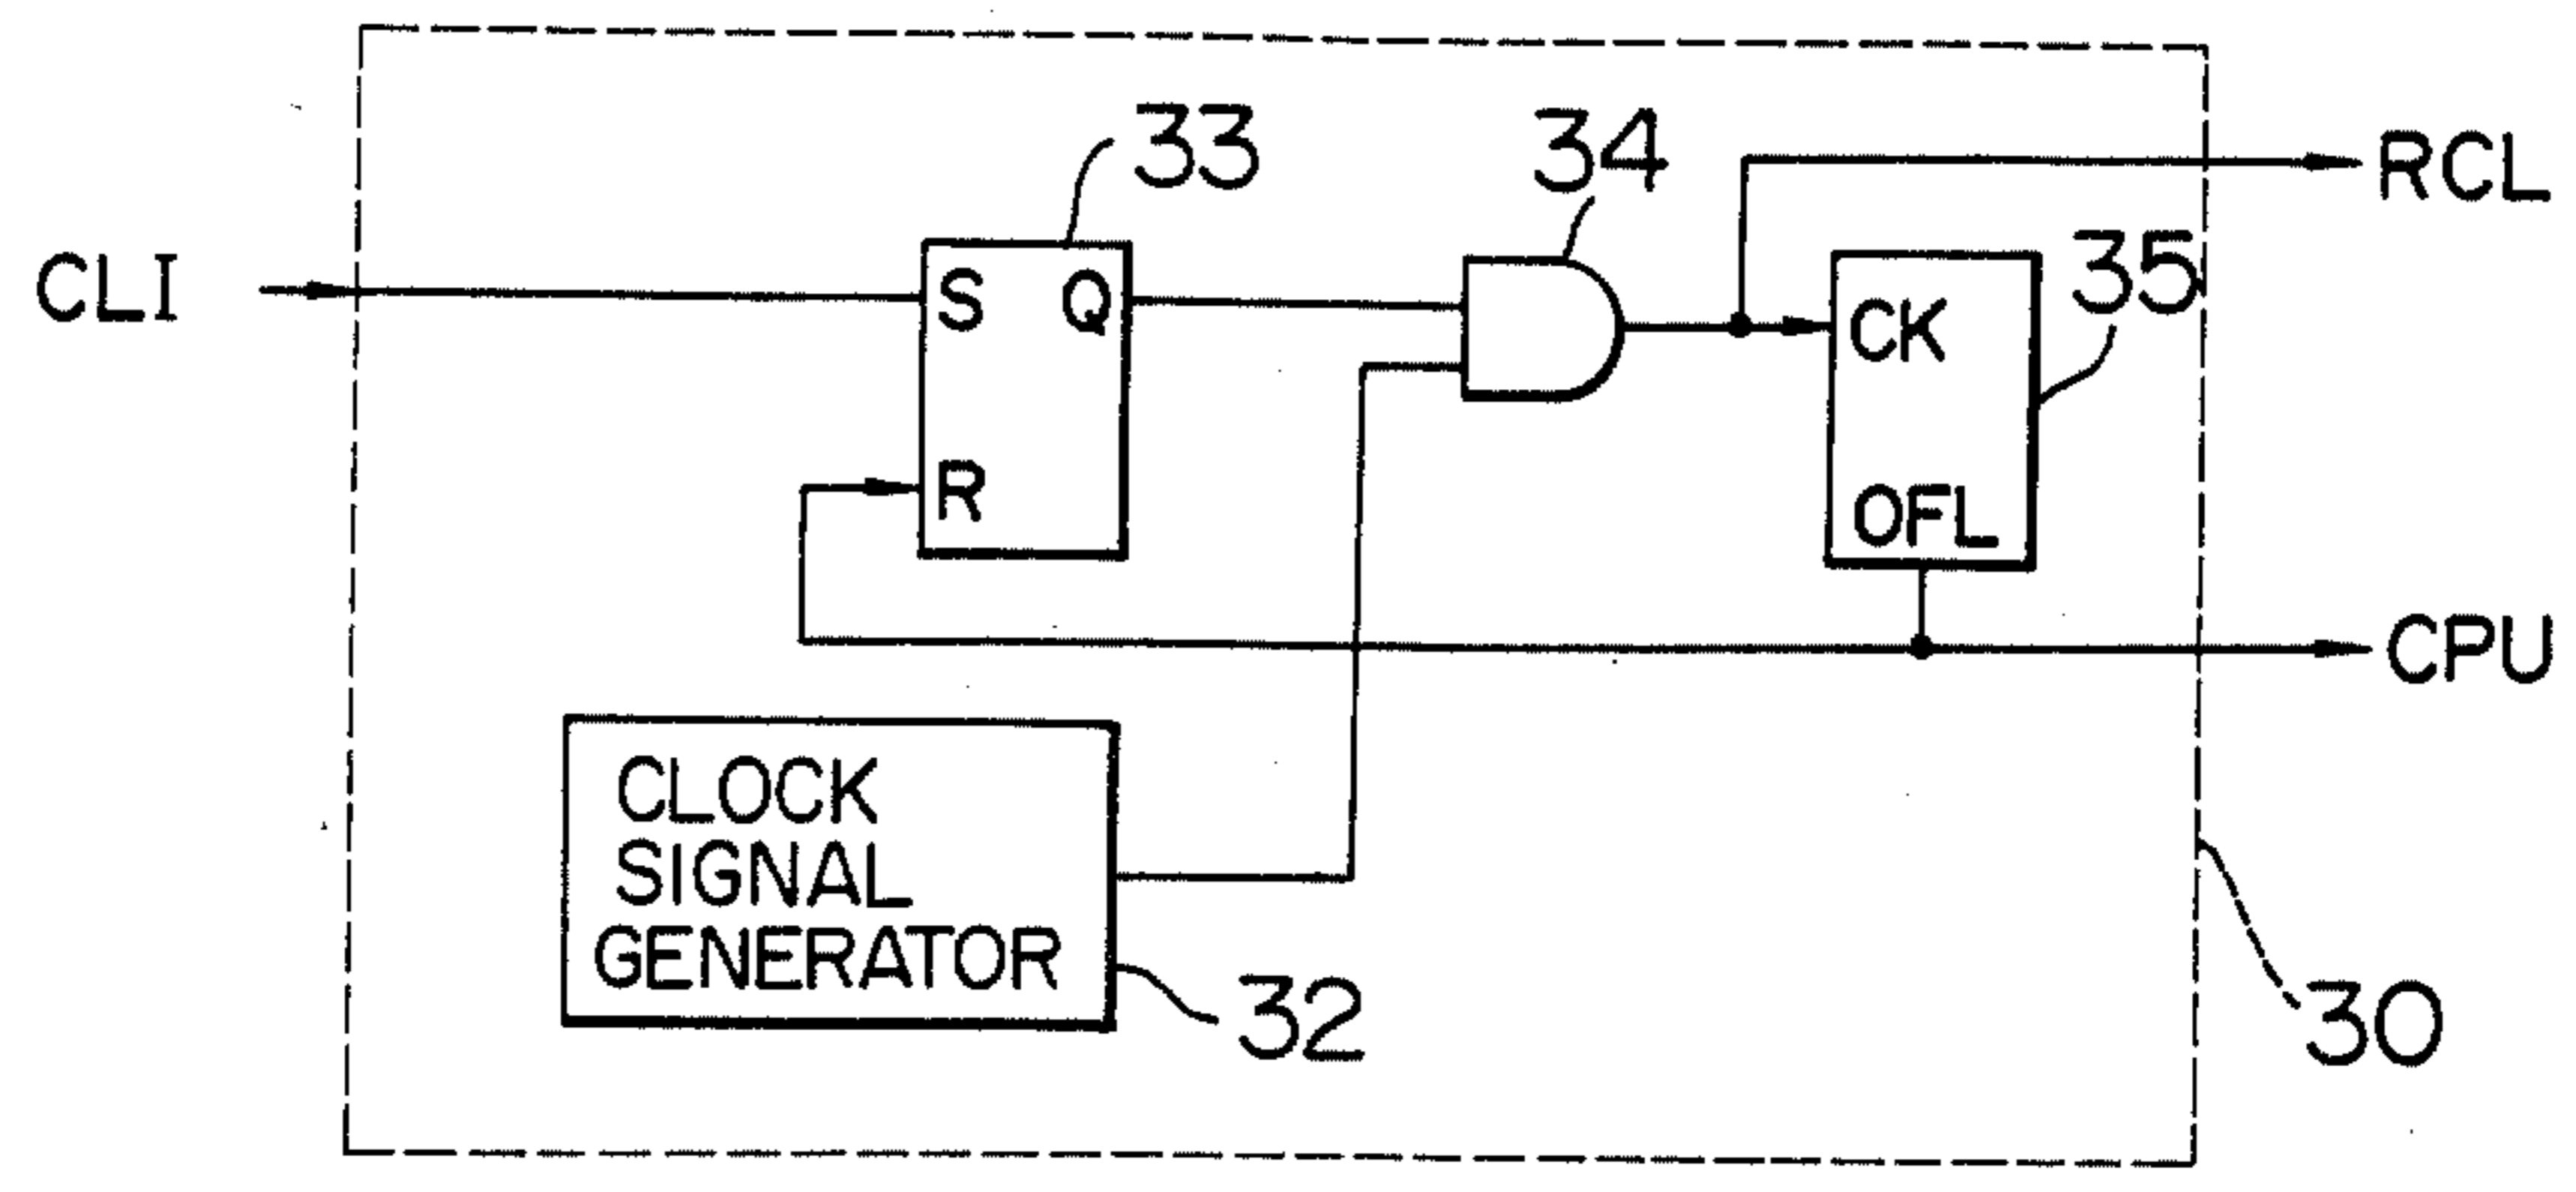 33
34
RCL
CLI
S Q
35
CK
R
OFL
CPU
CLOCK
SIGNAL
GENERATOR
32
30